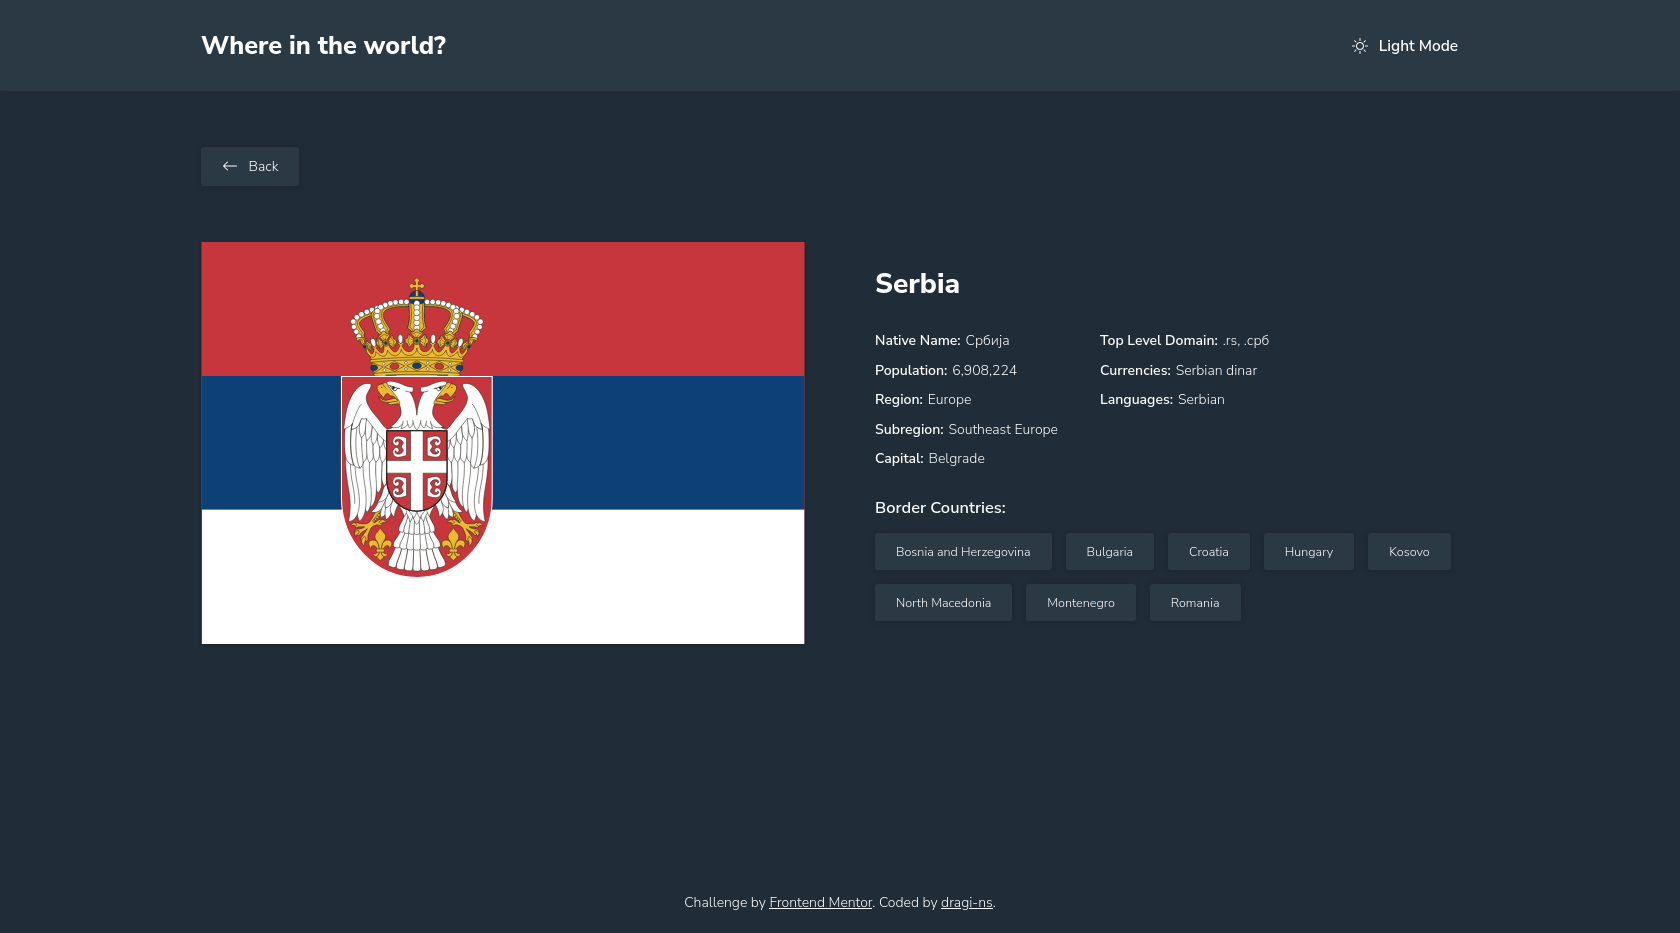 Where in the world?
Light Mode
Back
Serbia
Native Name: Србија
Population: 6,908,224
Region: Europe
Subregion: Southeast Europe
Capital: Belgrade
Top Level Domain: .rs, .срб
Currencies: Serbian dinar
Languages: Serbian
Border Countries:
Bosnia and Herzegovina Bulgaria Croatia Hungary Kosovo
North Macedonia Montenegro Romania
Challenge by Frontend Mentor. Coded by dragi-ns.